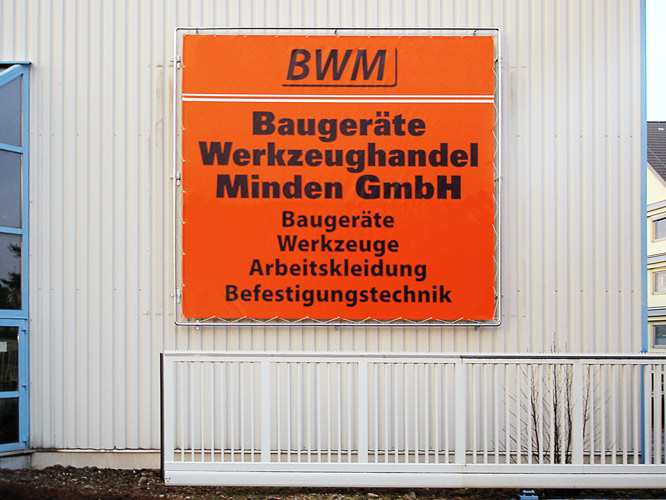 BWM
Baugeräte
Werkzeughandel
Minden GmbH
Baugeräte
Werkzeuge
Arbeitskleidung
Befestigungstechnik